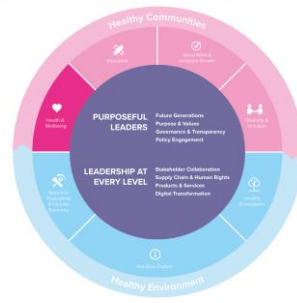 Healthy Communities
Education
Good Work &
Inclusive Growth
Health &
Wellbeing
Diversity &
Inclusion
PURPOSEFUL
LEADERS
Future Generations
Purpose & Values
Governance & Transparency
Policy Engagement
LEADERSHIP AT
EVERY LEVEL
Stakeholder Collaboration
Supply Chain & Human Rights
Products & Services
Digital Transformation
& Circular
Economy
Healthy
Ecosystems
Net Zero Carbon
Healthy Environment